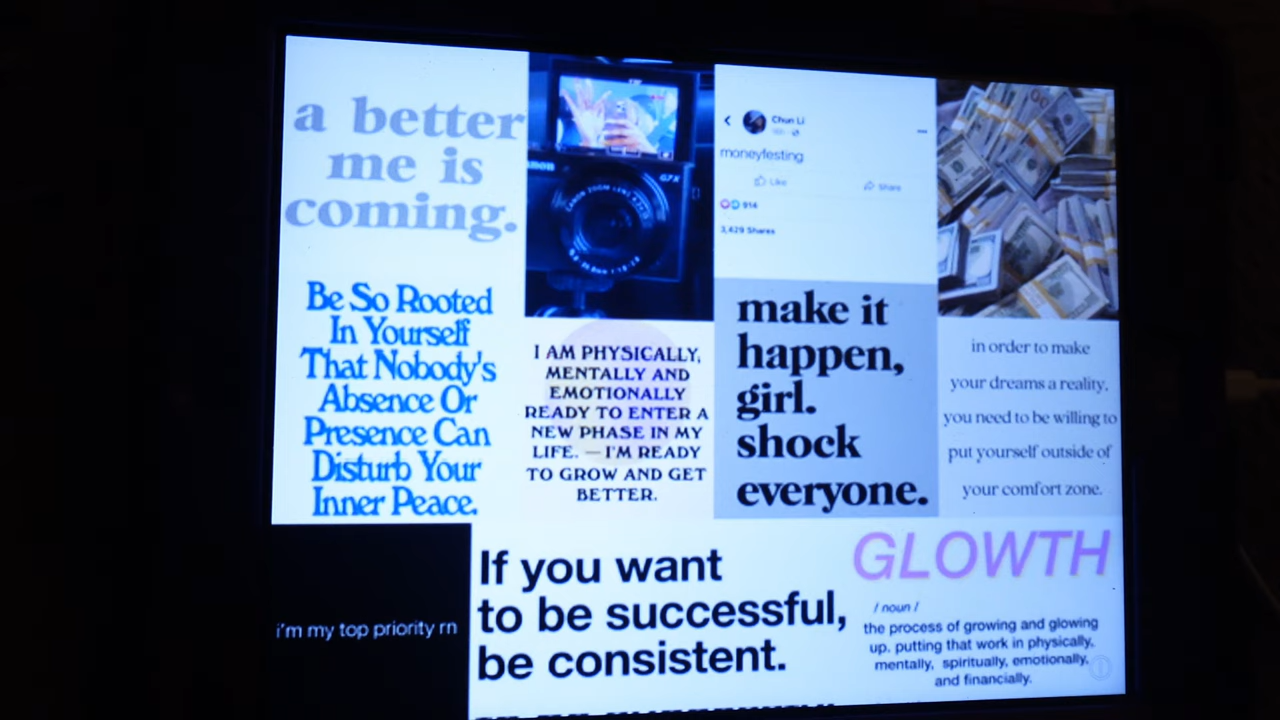 a better
me is
coming.
Be So Rooted
In Yourself
That Nobody's
Absence Or
Presence Can
Disturb Your
Inner Peace.
G7X
CANON ZOOM LENS
Chun Li
moneyfesting
Like
Share
914
3,429 Shares
I AM PHYSICALLY,
MENTALLY AND
EMOTIONALLY
READY TO ENTER A
NEW PHASE IN MY
LIFE. — I'M READY
TO GROW AND GET
BETTER.
make it
happen,
girl.
shock
everyone.
in order to make
your dreams a reality,
you need to be willing to
put yourself outside of
your comfort zone.
i'm my top priority rn
If you want
to be successful,
be consistent.
GLOWTH
/ noun /
the process of growing and glowing
up. putting that work in physically,
mentally, spiritually, emotionally,
and financially.